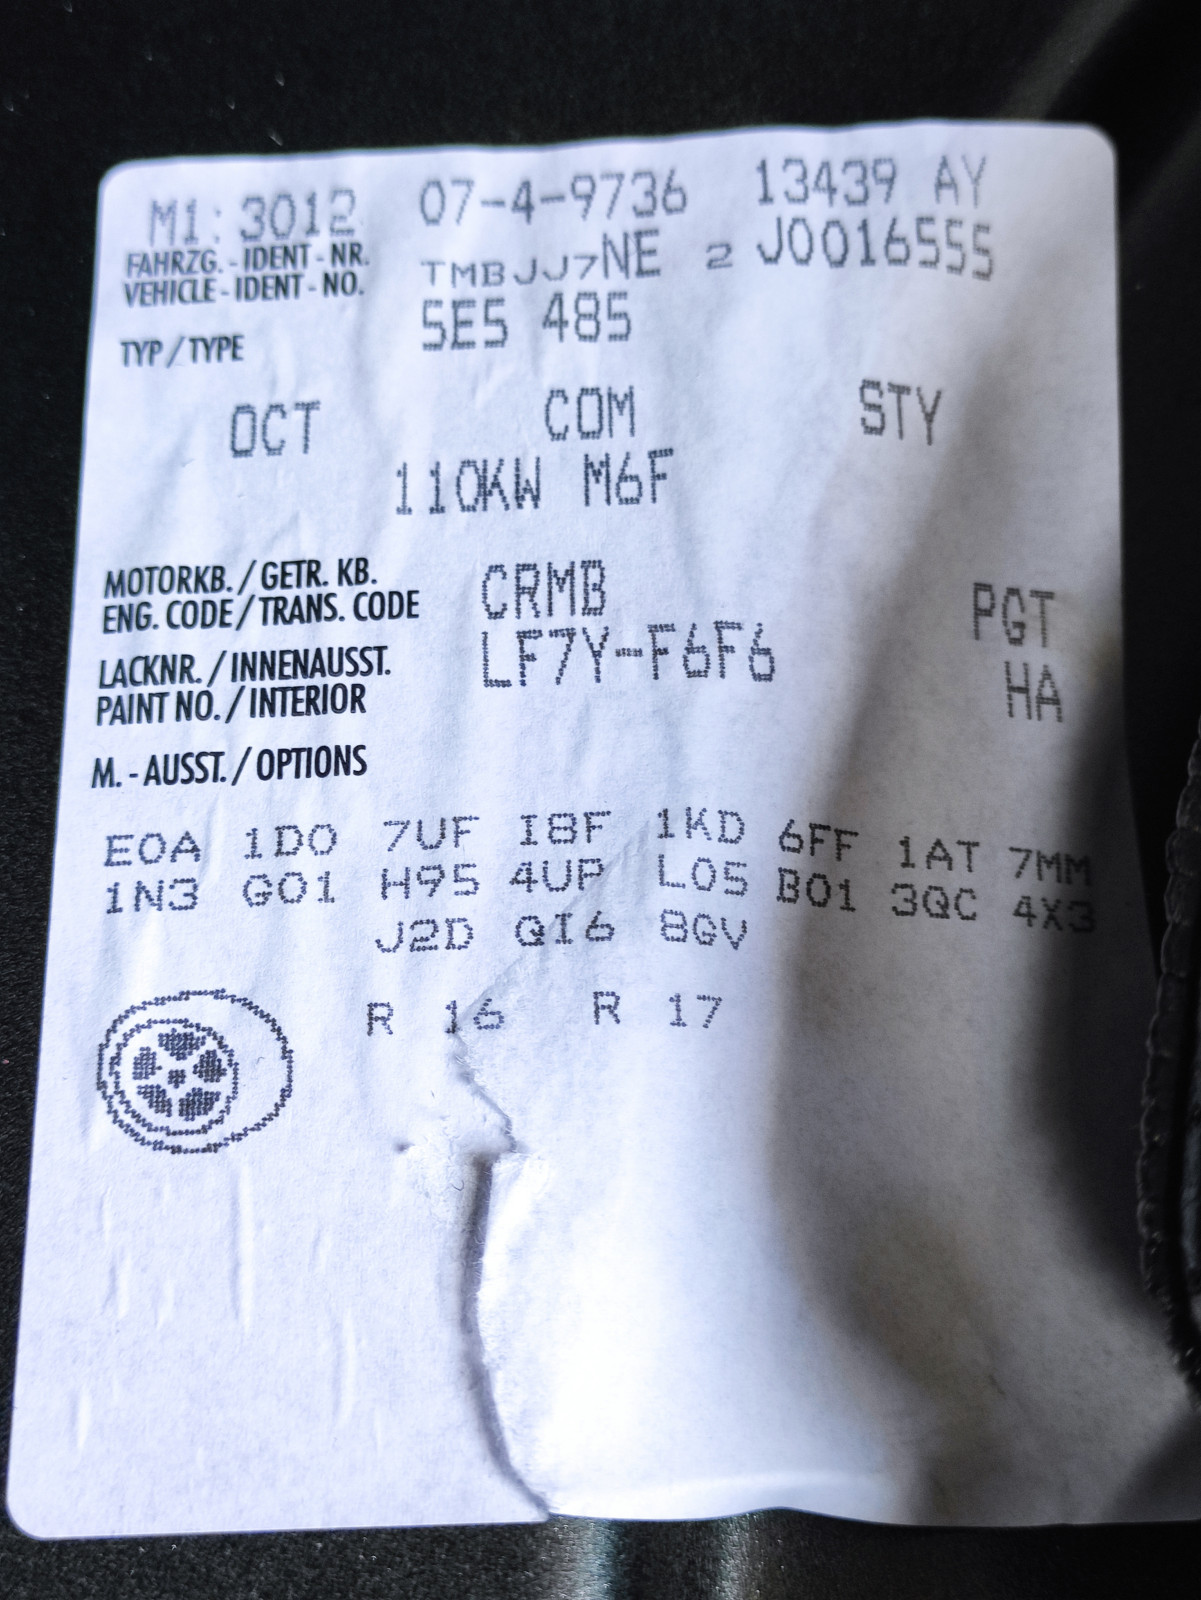 M1: 3012 07-4-9736 13439 AY
FAHRZG. - IDENT - NR.
VEHICLE - IDENT - NO. TMBJJ7NE 2 J0016555
TYP / TYPE 5E5 485
OCT COM STY
110KW M6F
MOTORKB. / GETR. KB.
ENG. CODE / TRANS. CODE CRMB PGT
LACKNR. / INNENAUSST.
PAINT NO. / INTERIOR LF7Y-F6F6 HA
M. - AUSST. / OPTIONS
E0A 1D0 7UF I8F 1KD 6FF 1AT 7MM
1N3 G01 H95 4UP L05 B01 3QC 4X3
J2D QI6 8GV
R 16 R 17